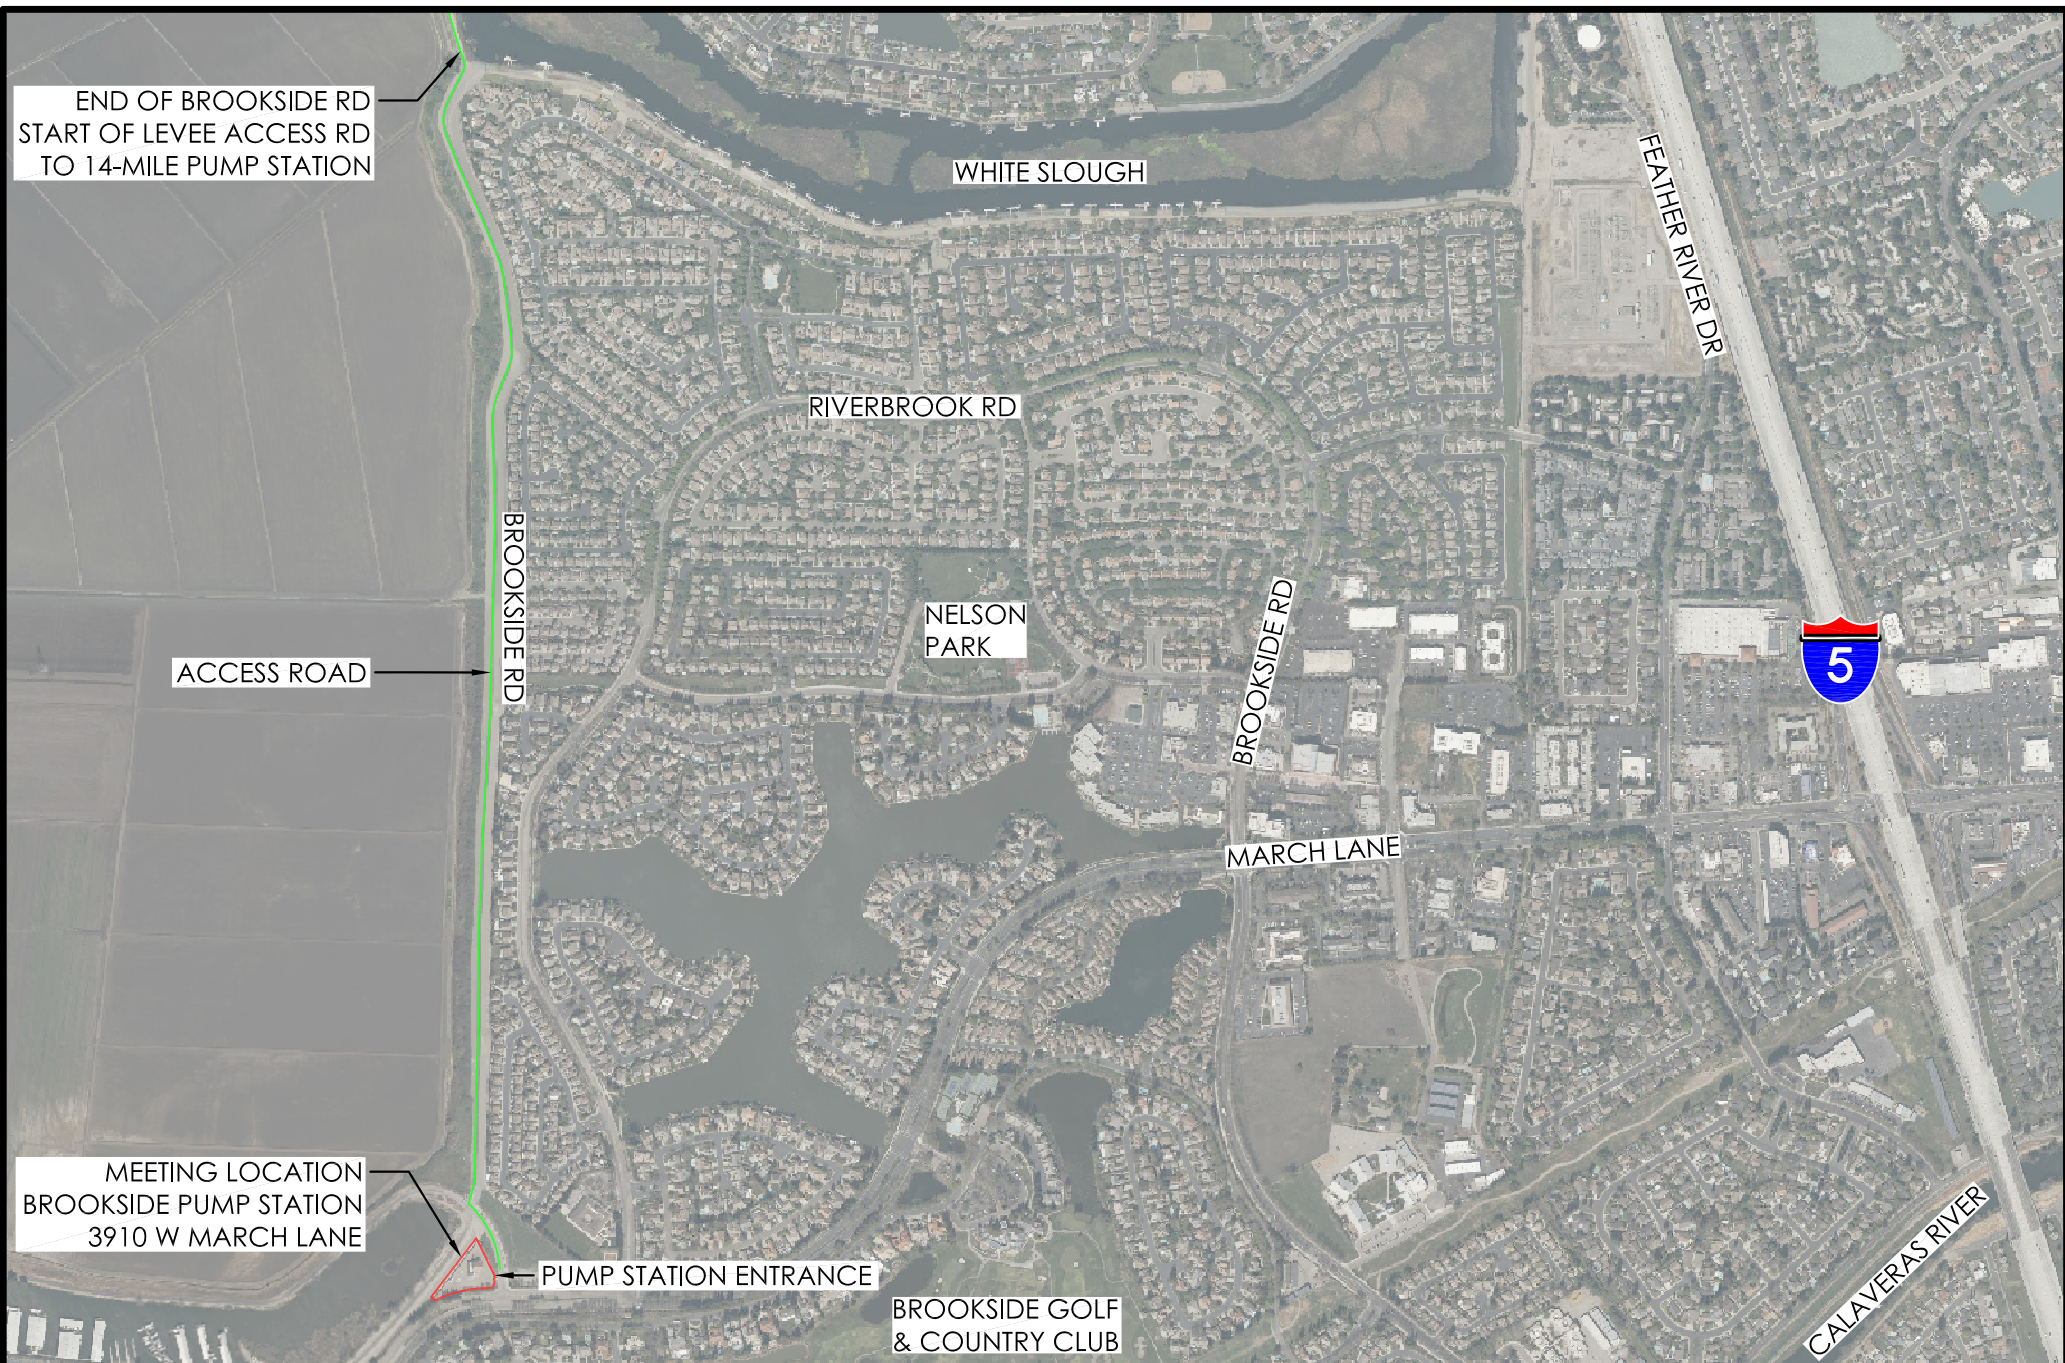 END OF BROOKSIDE RD
START OF LEVEE ACCESS RD
TO 14-MILE PUMP STATION
WHITE SLOUGH
FEATHER RIVER DR
RIVERBROOK RD
BROOKSIDE RD
NELSON
PARK
BROOKSIDE RD
5
ACCESS ROAD
MARCH LANE
MEETING LOCATION
BROOKSIDE PUMP STATION
3910 W MARCH LANE
PUMP STATION ENTRANCE
BROOKSIDE GOLF
& COUNTRY CLUB
CALAVERAS RIVER